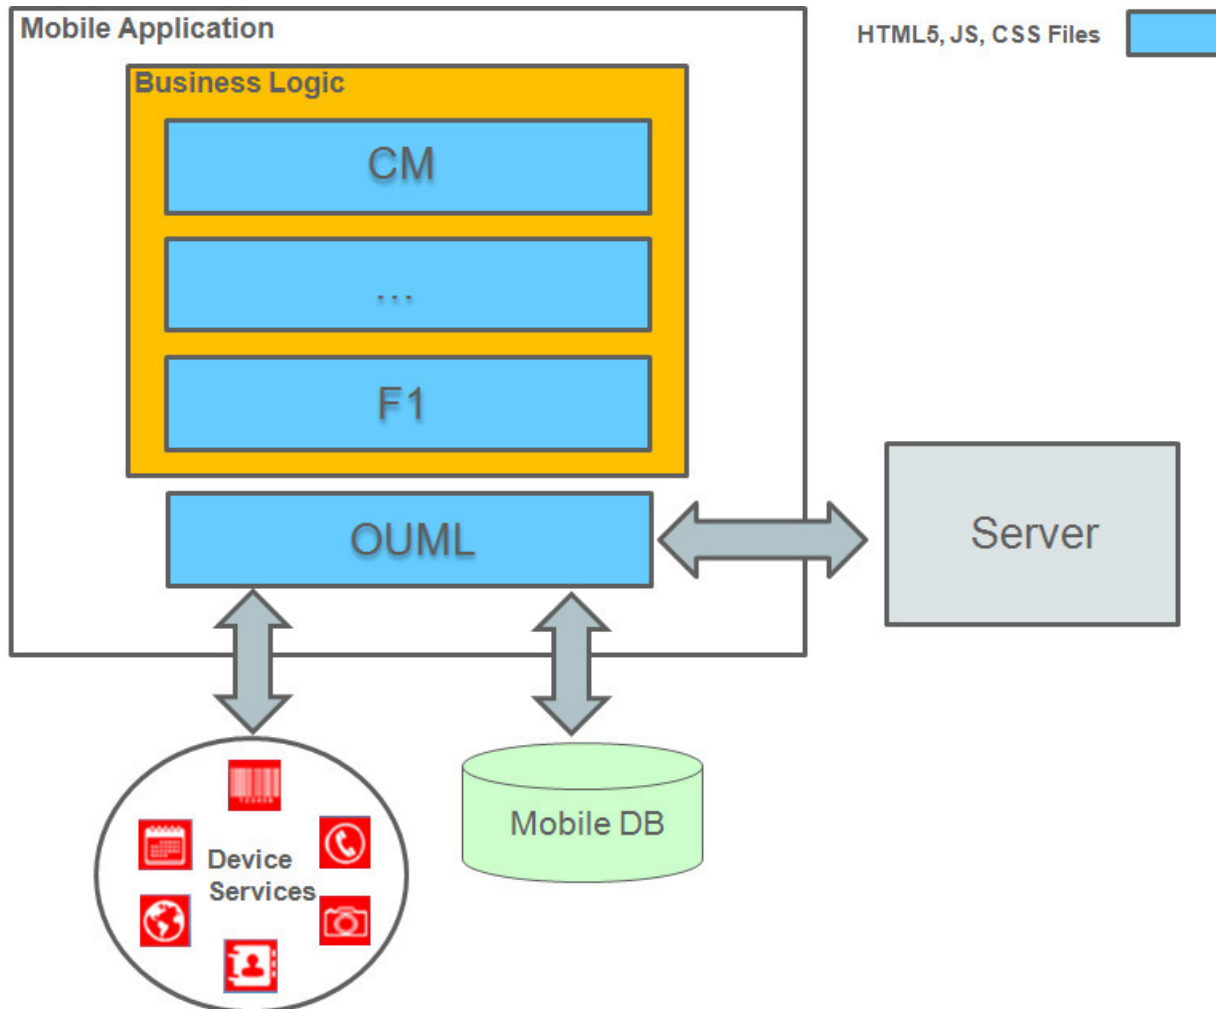 Mobile Application
HTML5, JS, CSS Files
Business Logic
CM
...
F1
OUML
Server
Device
Services
Mobile DB